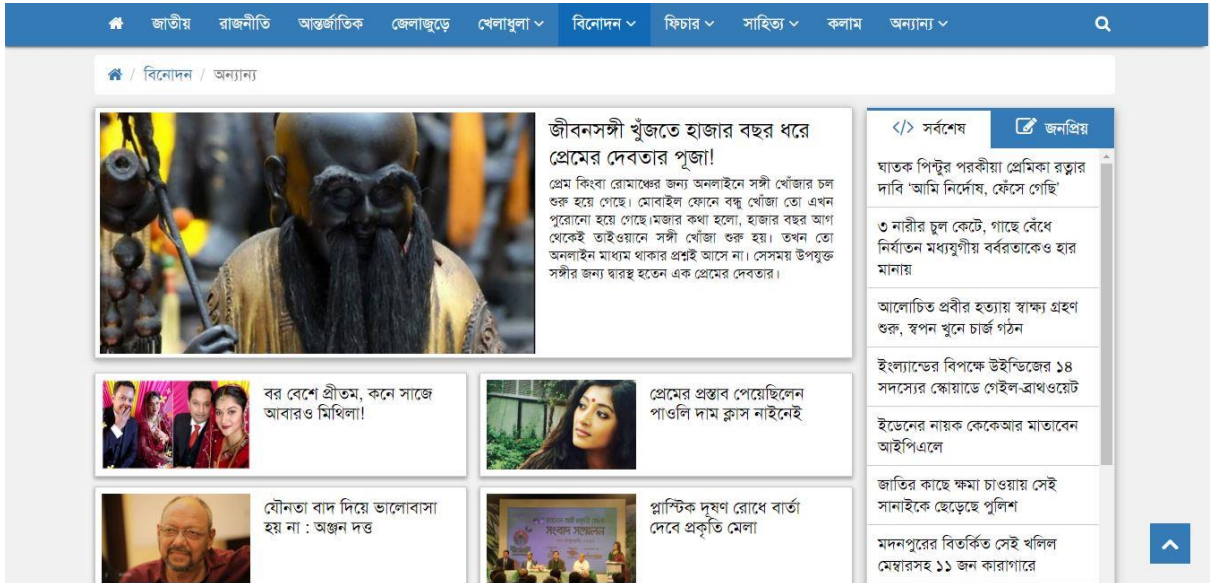 জাতীয় রাজনীতি আন্তর্জাতিক জেলাজুড়ে খেলাধুলা বিনোদন ফিচার সাহিত্য কলাম অন্যান্য
/ বিনোদন / অন্যান্য
জীবনসঙ্গী খুঁজতে হাজার বছর ধরে
প্রেমের দেবতার পূজা!
প্রেম কিংবা রোমাঞ্চের জন্য অনলাইনে সঙ্গী খোঁজার চল
শুরু হয়ে গেছে। মোবাইল ফোনে বন্ধু খোঁজা তো এখন
পুরোনো হয়ে গেছে।মজার কথা হলো, হাজার বছর আগ
থেকেই তাইওয়ানে সঙ্গী খোঁজা শুরু হয়। তখন তো
অনলাইন মাধ্যম থাকার প্রশ্নই আসে না। সেসময় উপযুক্ত
সঙ্গীর জন্য দ্বারস্থ হতেন এক প্রেমের দেবতার।
বর বেশে প্রীতম, কনে সাজে
আবারও মিথিলা!
প্রেমের প্রস্তাব পেয়েছিলেন
পাওলি দাম ক্লাস নাইনেই
যৌনতা বাদ দিয়ে ভালোবাসা
হয় না : অঞ্জন দত্ত
সংবাদ সম্মেলন
প্লাস্টিক দূষণ রোধে বার্তা
দেবে প্রকৃতি মেলা
</> সর্বশেষ জনপ্রিয়
ঘাতক পিন্টুর পরকীয়া প্রেমিকা রত্নার
দাবি ‘আমি নির্দোষ, ফেঁসে গেছি’
৩ নারীর চুল কেটে, গাছে বেঁধে
নির্যাতন মধ্যযুগীয় বর্বরতাকেও হার
মানায়
আলোচিত প্রবীর হত্যায় স্বাক্ষ্য গ্রহণ
শুরু, স্বপন খুনে চার্জ গঠন
ইংল্যান্ডের বিপক্ষে উইন্ডিজের ১৪
সদস্যের স্কোয়াডে গেইল-ব্রাথওয়েট
ইডেনের নায়ক কেকেআর মাতাবেন
আইপিএলে
জাতির কাছে ক্ষমা চাওয়ায় সেই
সানাইকে ছেড়েছে পুলিশ
মদনপুরের বিতর্কিত সেই খলিল
মেম্বারসহ ১১ জন কারাগারে